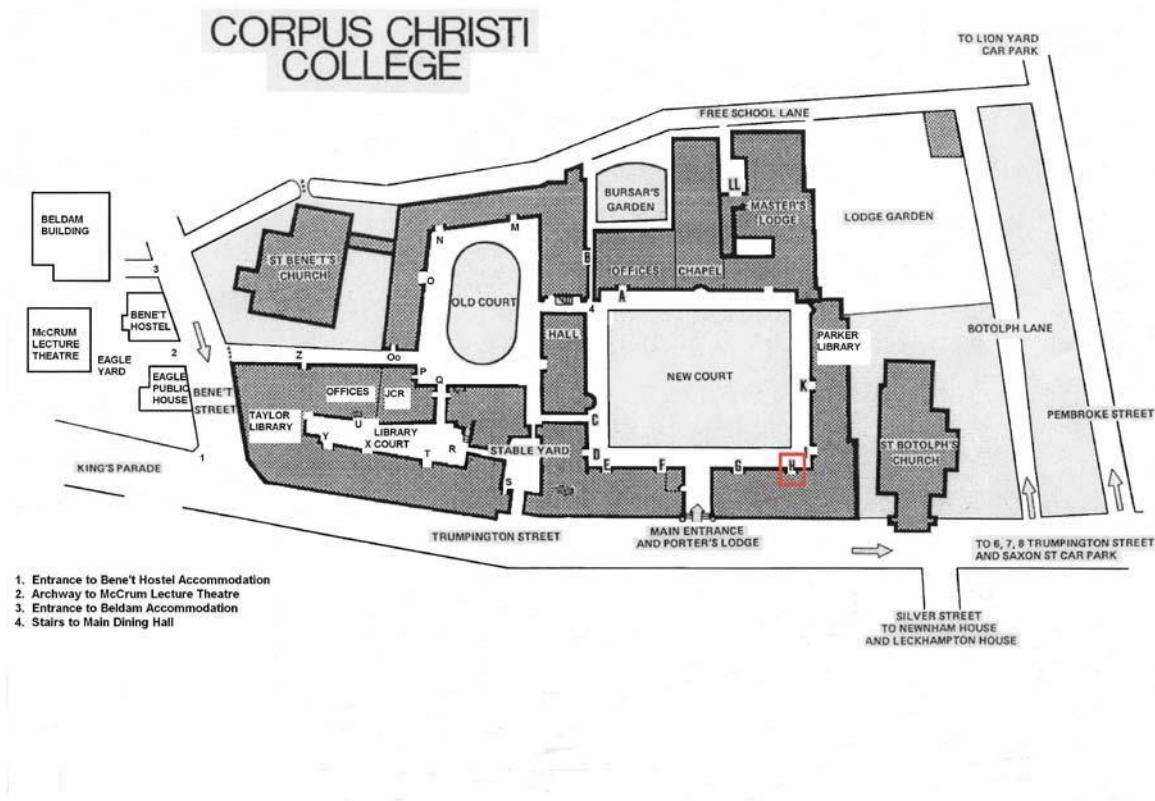 CORPUS CHRISTI
COLLEGE
TO LION YARD
CAR PARK
FREE SCHOOL LANE
BELDAM
BUILDING
3
ST BENE'T'S
CHURCH
N
M
O
OLD COURT
BURSAR'S
GARDEN
B
OFFICES
CHAPEL
LL
MASTER'S
LODGE
LODGE GARDEN
A
4
HALL
McCRUM
LECTURE
THEATRE
BENE'T
HOSTEL
2
EAGLE
YARD
EAGLE
PUBLIC
HOUSE
BENE'T
STREET
Z
Oo
P
Q
OFFICES
JCR
TAYLOR
LIBRARY
U
LIBRARY
COURT
Y
X
T
R
STABLE YARD
S
NEW COURT
C
D
E
F
G
H
I
K
PARKER
LIBRARY
BOTOLPH LANE
ST BOTOLPH'S
CHURCH
PEMBROKE STREET
KING'S PARADE
1
TRUMPINGTON STREET
MAIN ENTRANCE
AND PORTER'S LODGE
TO 6, 7, 8 TRUMPINGTON STREET
AND SAXON ST CAR PARK
SILVER STREET
TO NEWNHAM HOUSE
AND LECKHAMPTON HOUSE
1. Entrance to Bene't Hostel Accommodation
2. Archway to McCrum Lecture Theatre
3. Entrance to Beldam Accommodation
4. Stairs to Main Dining Hall